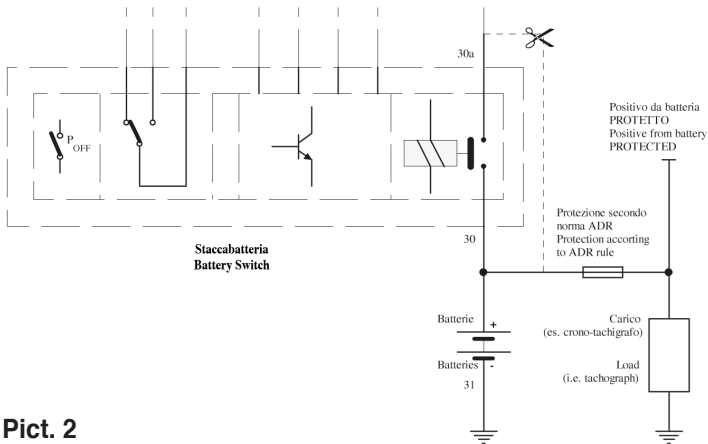 30a
Positivo da batteria
PROTETTO
Positive from battery
PROTECTED
P
OFF
Protezione secondo
norma ADR
Protection accorting
to ADR rule
30
Staccabatteria
Battery Switch
Batterie
+
Carico
(es. crono-tachigrafo)
Batteries
-
Load
(i.e. tachograph)
31
Pict. 2